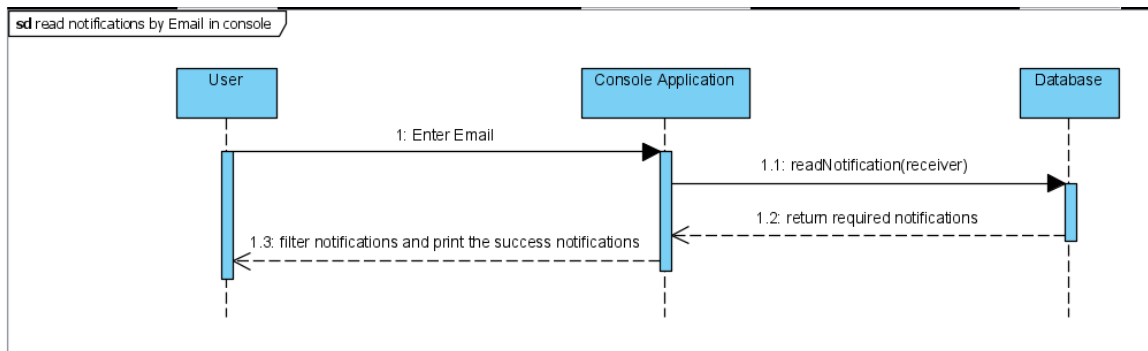 sd read notifications by Email in console
User
Console Application
Database
1: Enter Email
1.1: readNotification(receiver)
1.2: return required notifications
1.3: filter notifications and print the success notifications